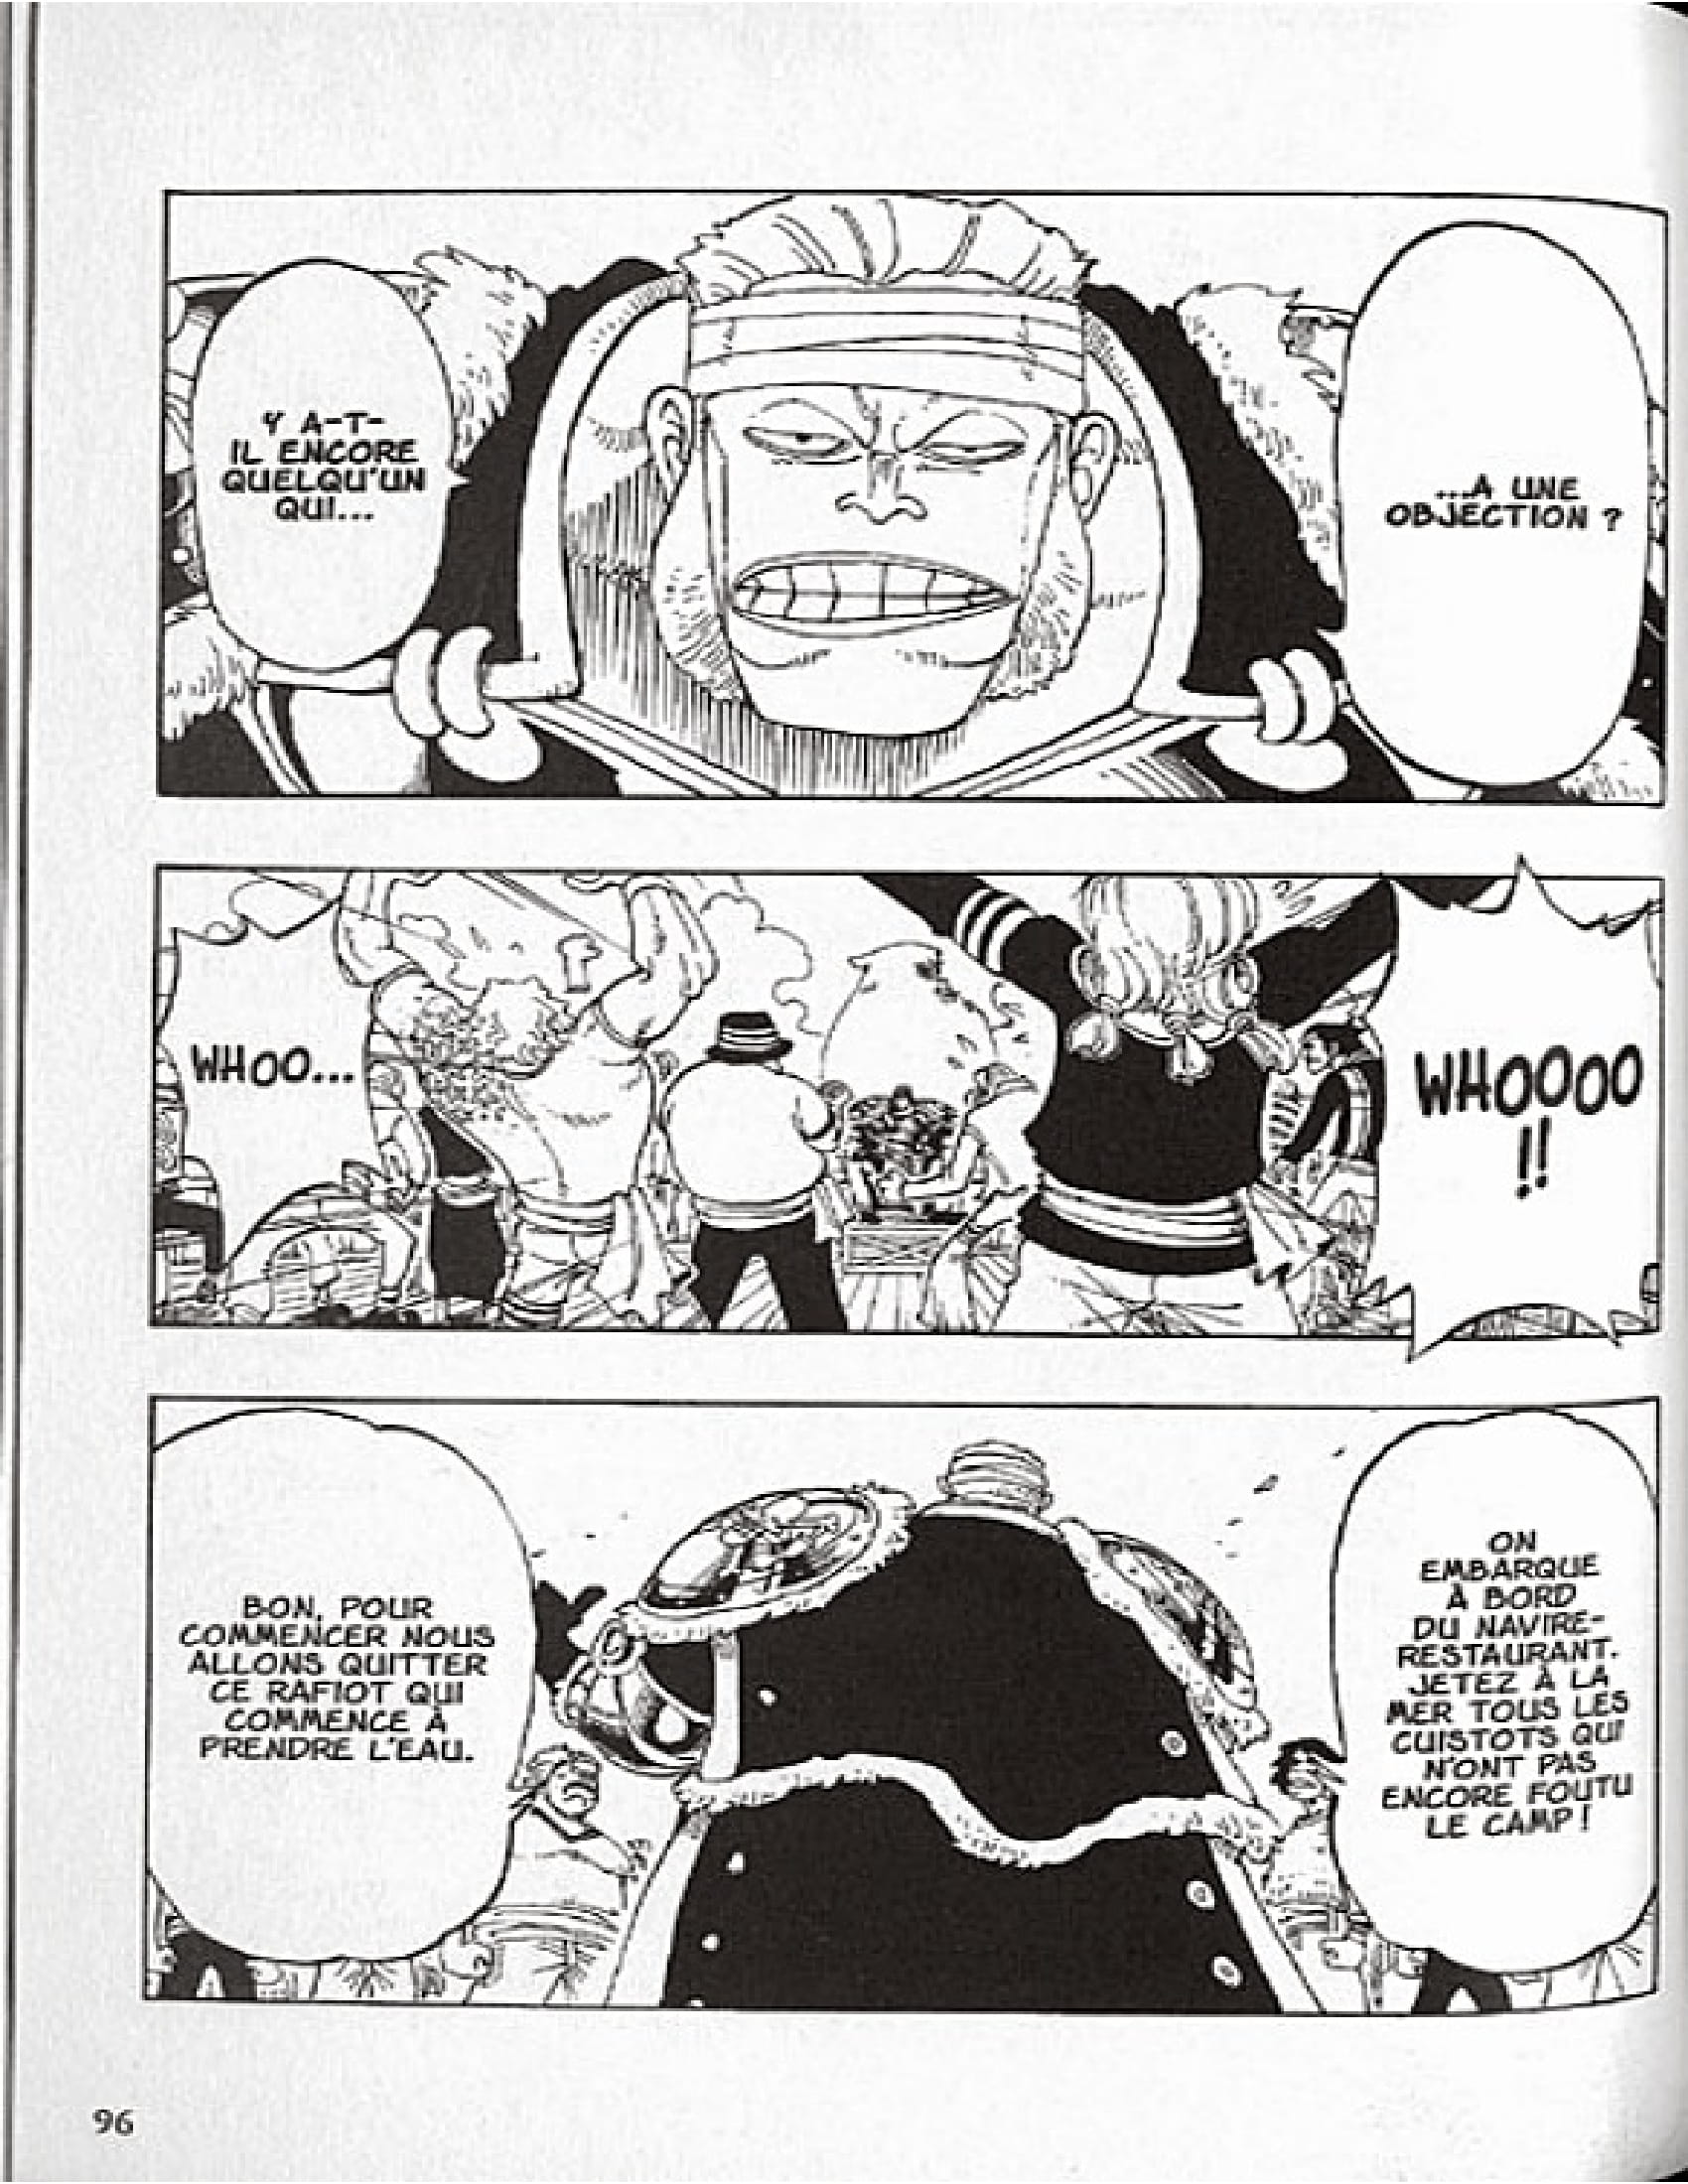 Y A-T-
IL ENCORE
QUELQU'UN
QUI...
...A UNE
OBJECTION ?
WHOO...
WHOOOO
!!
BON, POUR
COMMENCER NOUS
ALLONS QUITTER
CE RAFIOT QUI
COMMENCE À
PRENDRE L'EAU.
ON
EMBARQUE
À BORD
DU NAVIRE-
RESTAURANT.
JETEZ À LA
MER TOUS LES
CUISTOTS QUI
N'ONT PAS
ENCORE FOUTU
LE CAMP !
96